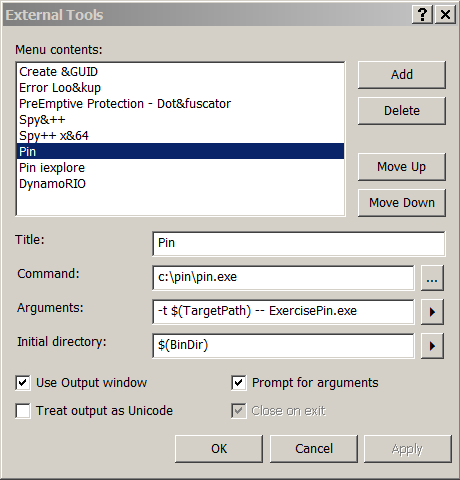 External Tools
Menu contents:
Create &GUID
Error Loo&kup
PreEmptive Protection - Dot&fuscator
Spy&++
Spy++ x&64
Pin
Pin iexplore
DynamoRIO
Add
Delete
Move Up
Move Down
Title: Pin
Command: c:\pin\pin.exe ...
Arguments: -t $(TargetPath) -- ExercisePin.exe
Initial directory: $(BinDir)
Use Output window Prompt for arguments
Treat output as Unicode Close on exit
OK Cancel Apply